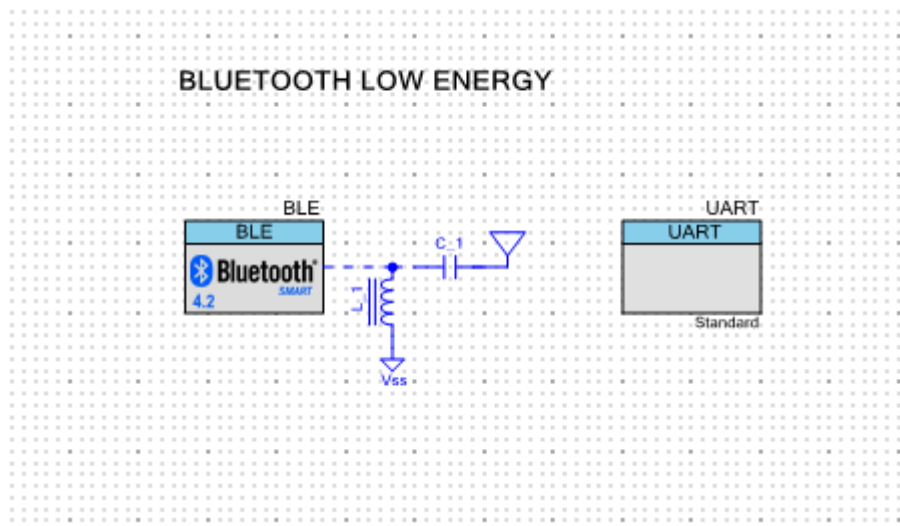 BLUETOOTH LOW ENERGY
BLE
BLE
Bluetooth®
SMART
4.2
C_1
L_1
Vss
UART
UART
Standard